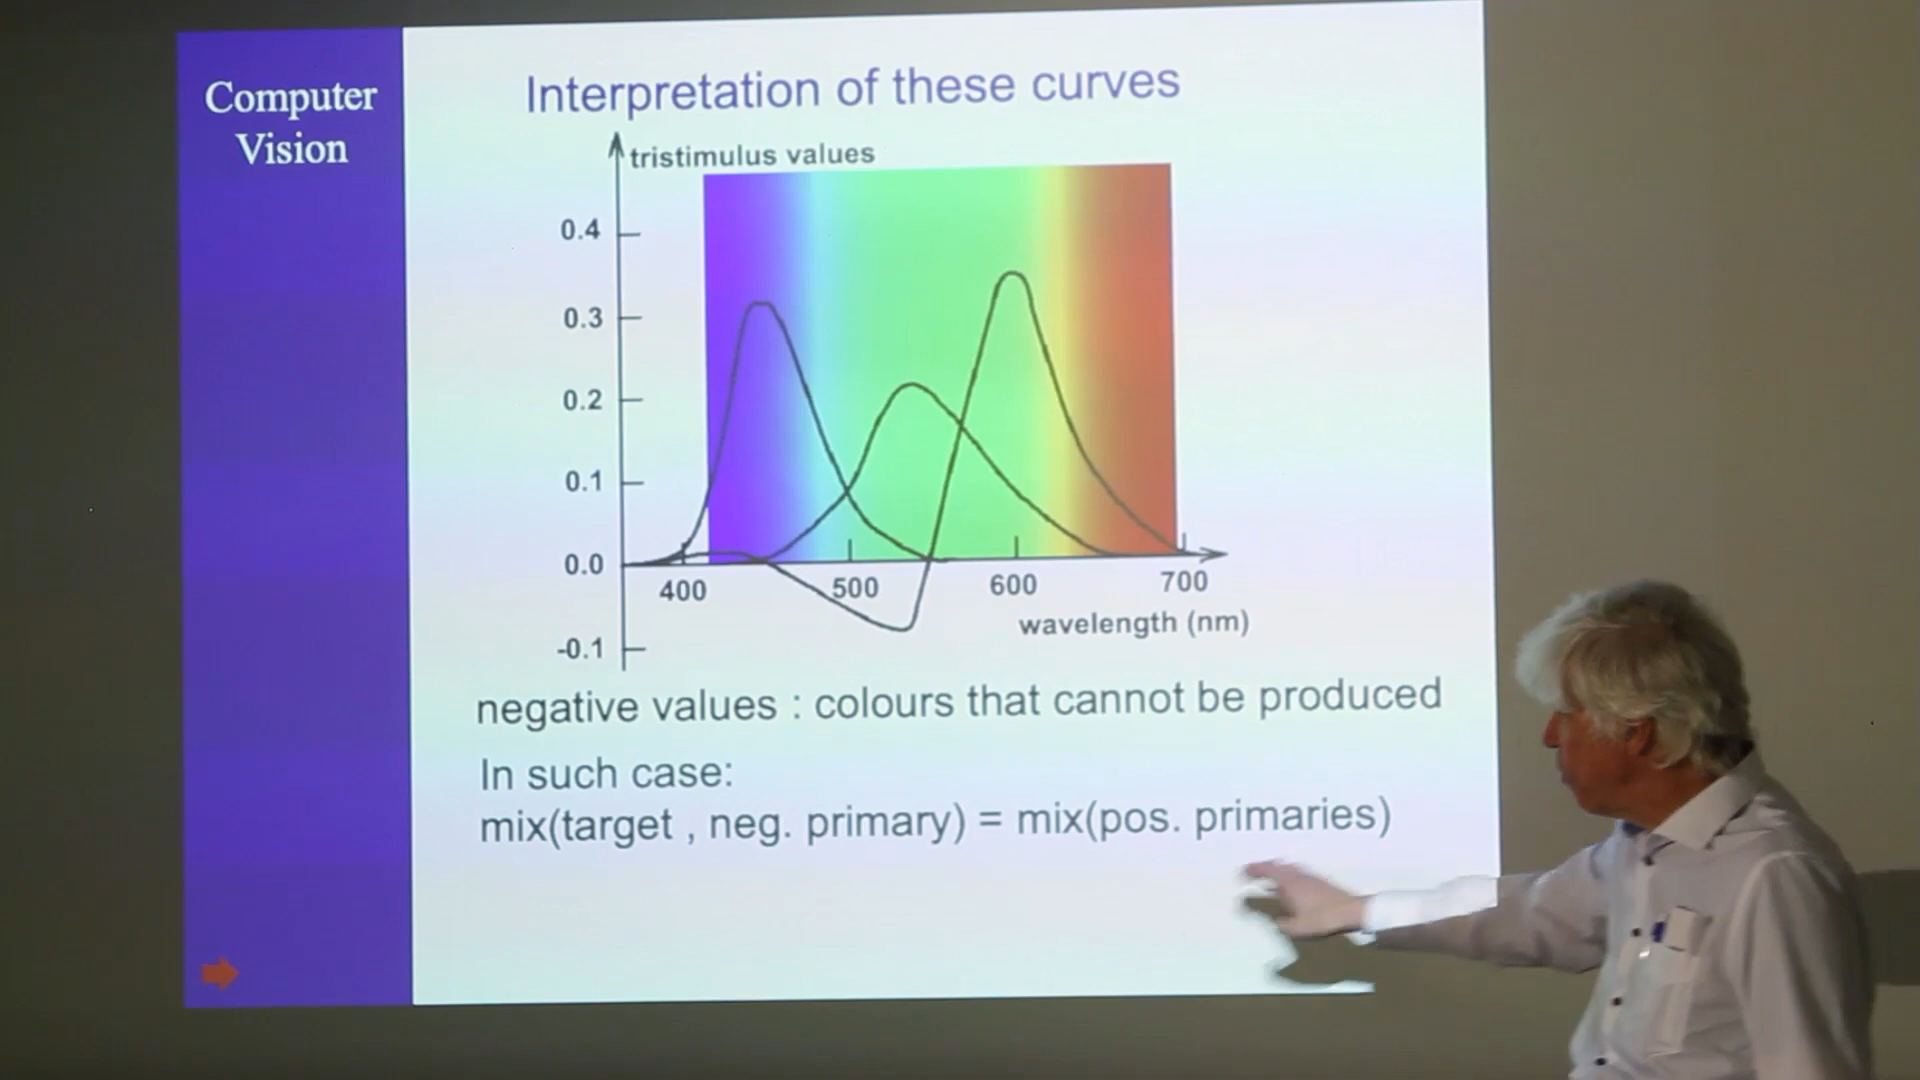 Computer
Vision
Interpretation of these curves
tristimulus values
0.4
0.3
0.2
0.1
0.0
-0.1
400 500 600 700
wavelength (nm)
negative values : colours that cannot be produced
In such case:
mix(target , neg. primary) = mix(pos. primaries)